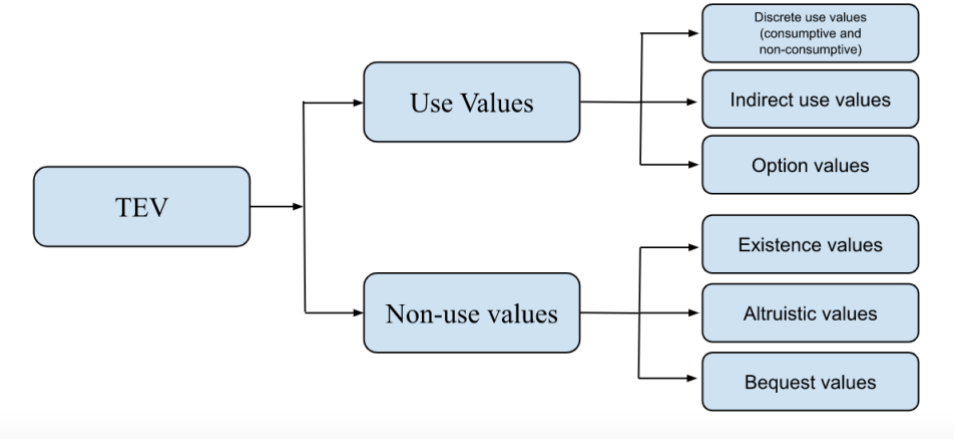 TEV
Use Values
Non-use values
Discrete use values
(consumptive and
non-consumptive)
Indirect use values
Option values
Existence values
Altruistic values
Bequest values